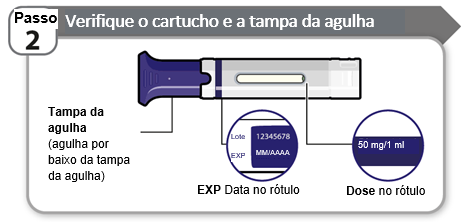 Passo
2
Verifique o cartucho e a tampa da agulha
Tampa da
agulha
(agulha por
baixo da tampa
da agulha)
Lote
12345678
EXP
MM/AAAA
EXP Data no rótulo
50 mg/1 ml
Dose no rótulo